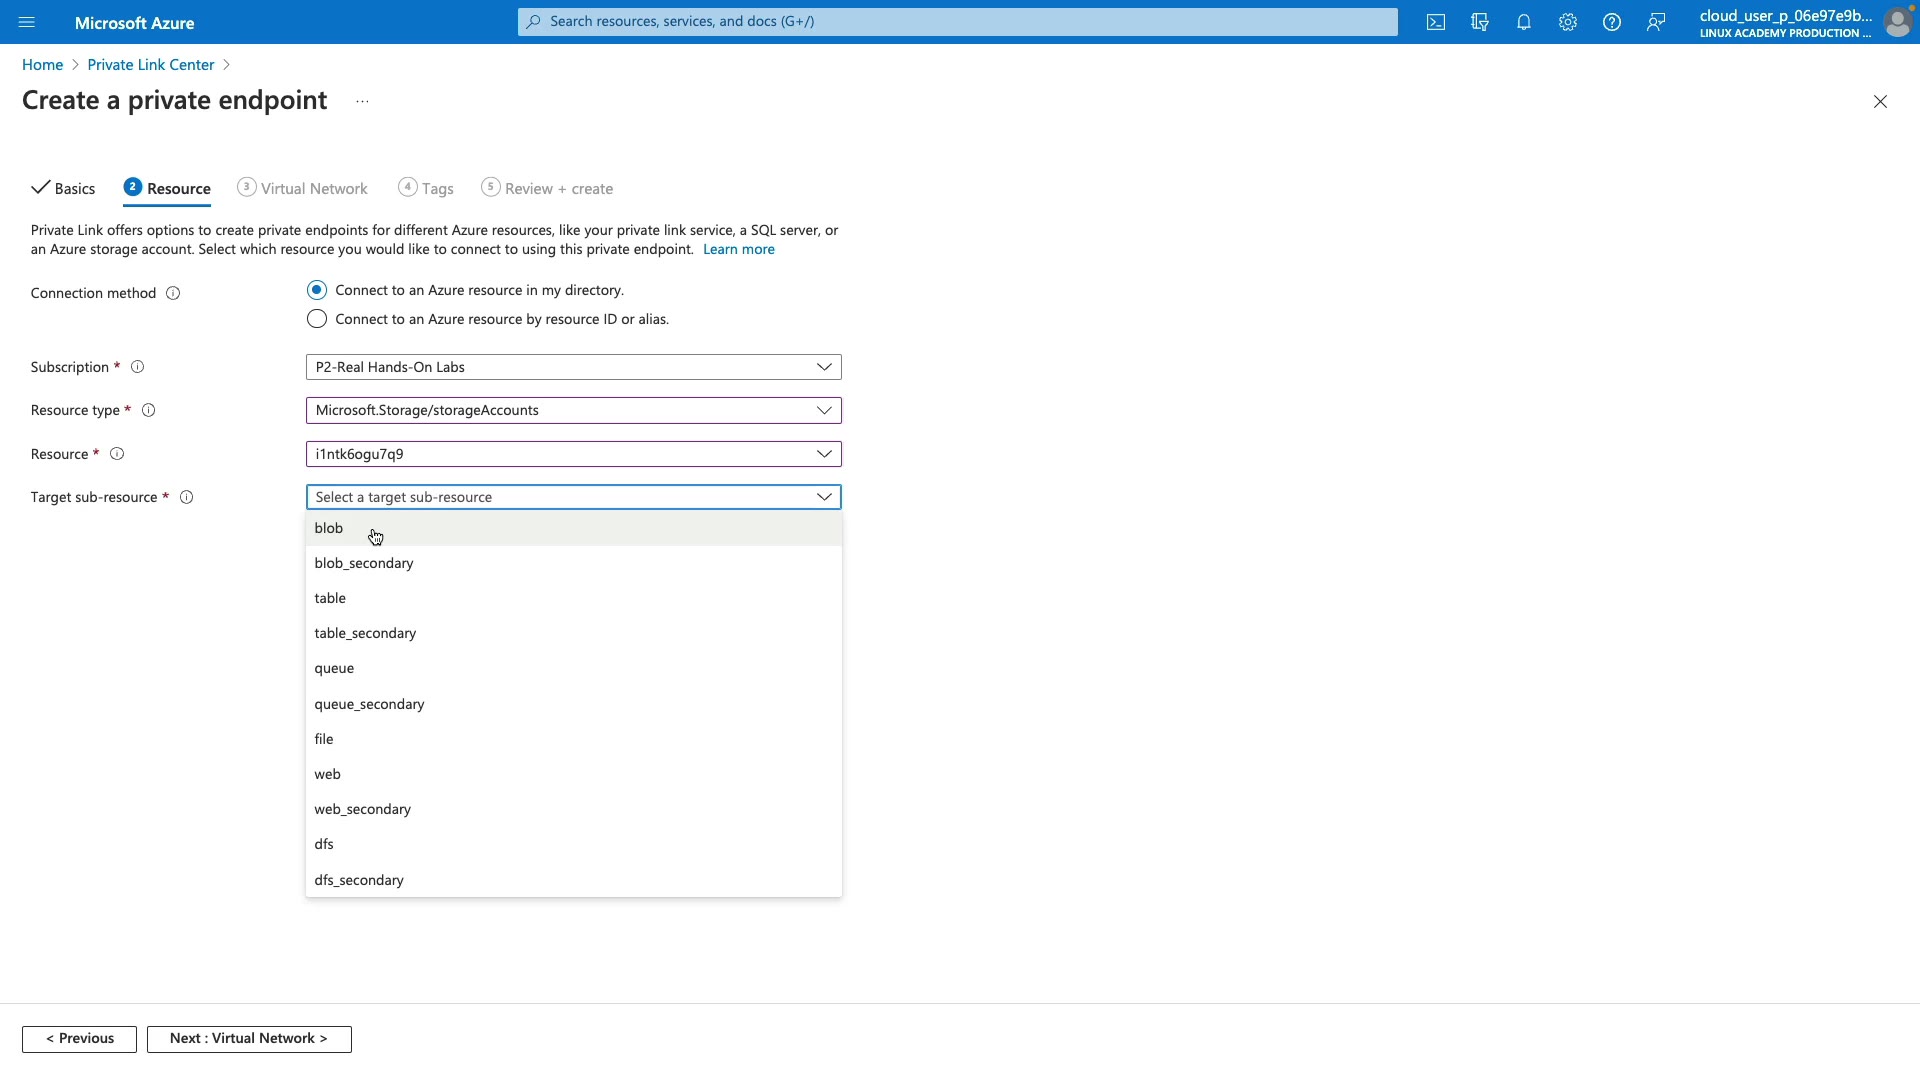 Microsoft Azure
Search resources, services, and docs (G+/)
cloud_user_p_06e97e9b...
LINUX ACADEMY PRODUCTION ...
Home > Private Link Center >
Create a private endpoint ...
Basics
2 Resource
3 Virtual Network
4 Tags
5 Review + create
Private Link offers options to create private endpoints for different Azure resources, like your private link service, a SQL server, or
an Azure storage account. Select which resource you would like to connect to using this private endpoint. Learn more
Connection method
Connect to an Azure resource in my directory.
Connect to an Azure resource by resource ID or alias.
Subscription *
P2-Real Hands-On Labs
Resource type *
Microsoft.Storage/storageAccounts
Resource *
i1ntk6ogu7q9
Target sub-resource *
Select a target sub-resource
blob
blob_secondary
table
table_secondary
queue
queue_secondary
file
web
web_secondary
dfs
dfs_secondary
< Previous
Next : Virtual Network >